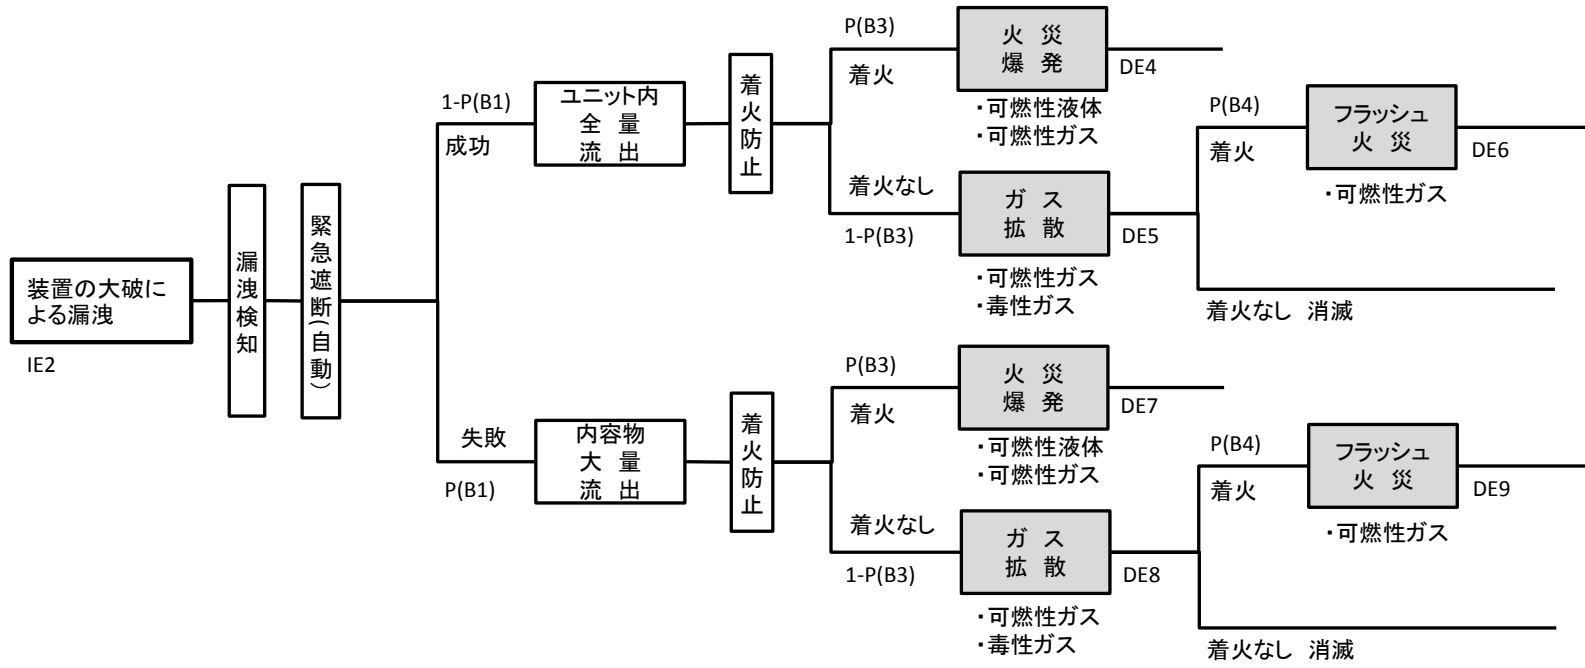 装置の大破に
よる漏洩
IE2
漏洩検知
緊急遮断(自動)
1-P(B1)
成功
ユニット内
全 量
流 出
着火防止
P(B3)
着火
火 災
爆 発
DE4
・可燃性液体
・可燃性ガス
着火なし
1-P(B3)
ガ ス
拡 散
DE5
・可燃性ガス
・毒性ガス
P(B4)
着火
フラッシュ
火 災
DE6
・可燃性ガス
着火なし 消滅
失敗
P(B1)
内容物
大 量
流 出
着火防止
P(B3)
着火
火 災
爆 発
DE7
・可燃性液体
・可燃性ガス
着火なし
1-P(B3)
ガ ス
拡 散
DE8
・可燃性ガス
・毒性ガス
P(B4)
着火
フラッシュ
火 災
DE9
・可燃性ガス
着火なし 消滅